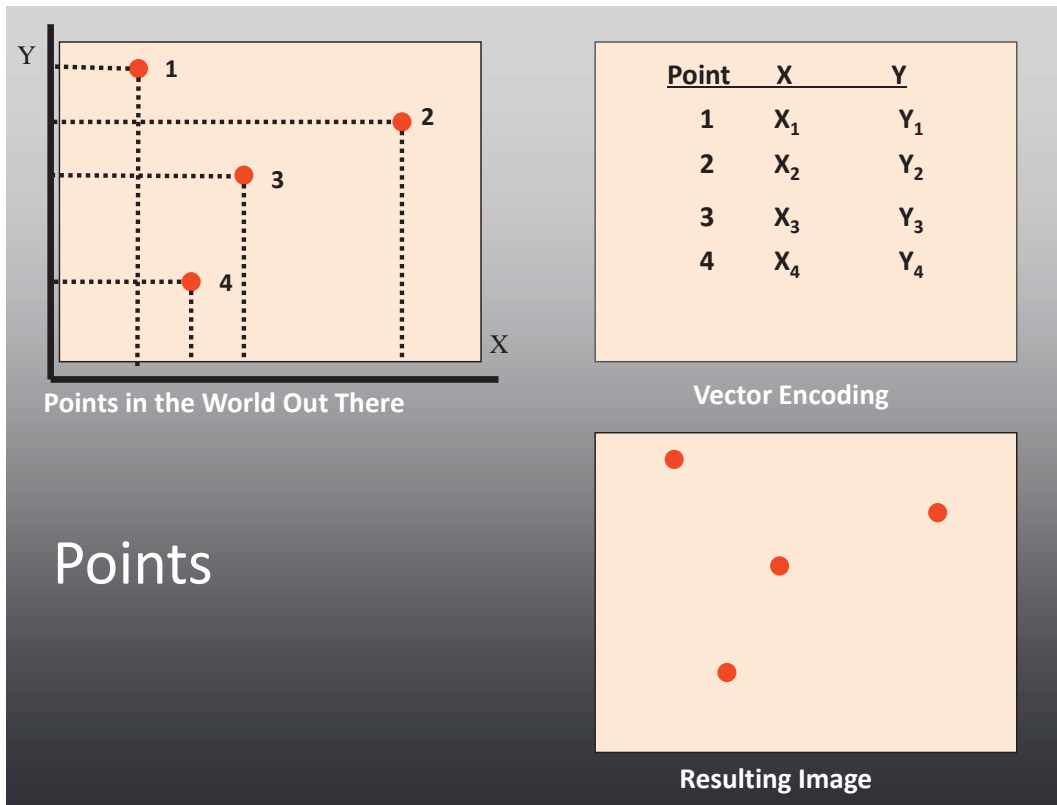 Y
1
2
3
4
X
Points in the World Out There
Point X Y
1 X₁ Y₁
2 X₂ Y₂
3 X₃ Y₃
4 X₄ Y₄
Vector Encoding
Points
Resulting Image